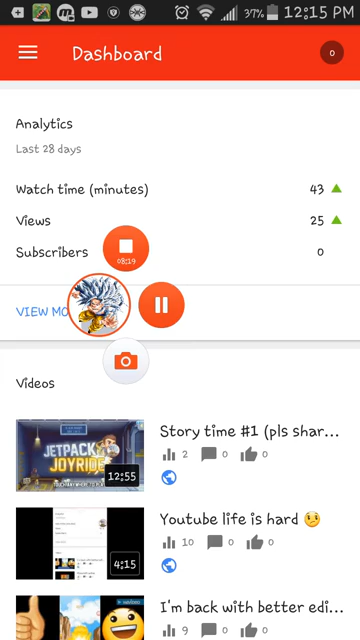 37% 12:15 PM
Dashboard
0
Analytics
Last 28 days
Watch time (minutes) 43
Views 25
Subscribers 0
08:19
VIEW MO
Videos
JETPACK
JOYRIDE
12:55
Story time #1 (pls shar...
2 0 0
4:15
Youtube life is hard 😕
10 0 0
I'm back with better edi...
9 0 0